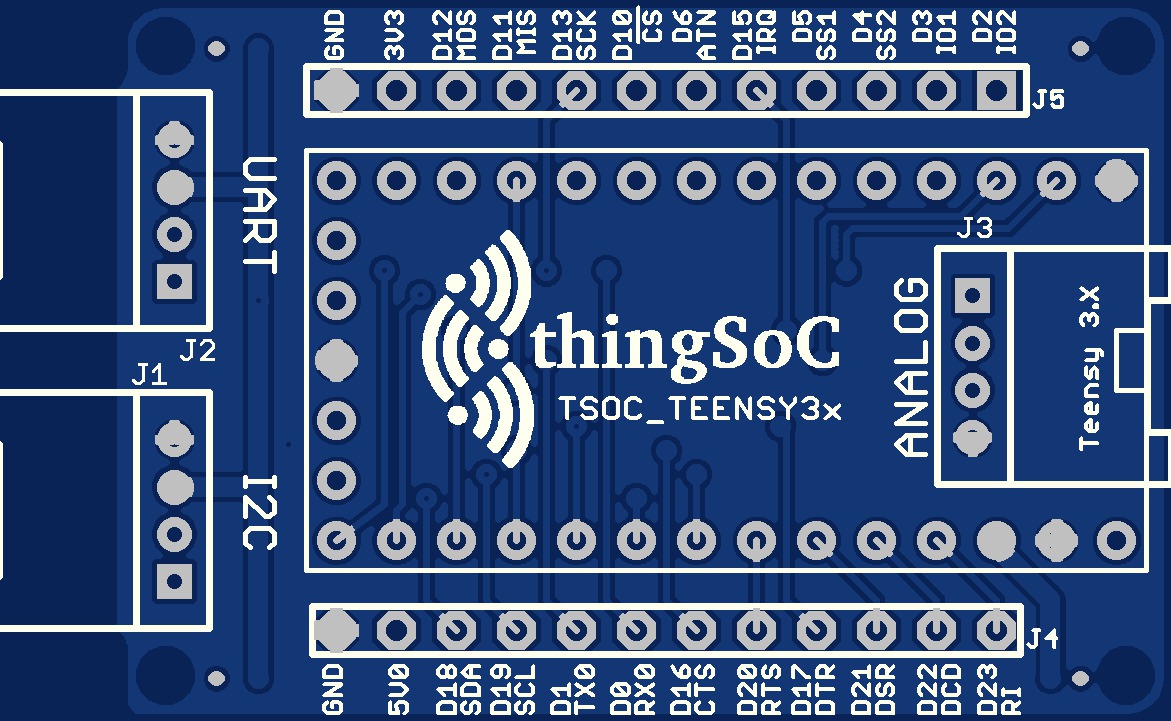 GND
3V3
D12
MOS
D11
MIS
D13
SCK
D10
CS
D6
ATN
D15
IRQ
D5
SS1
D4
SS2
D3
IO1
D2
IO2
J5
UART
J2
J1
I2C
thingSoC
TSOC_TEENSY3x
J3
ANALOG
Teensy 3.X
J4
GND
5V0
D18
SDA
D19
SCL
D1
TX0
D0
RX0
D16
CTS
D20
RTS
D17
DTR
D21
DSR
D22
DCD
D23
RI